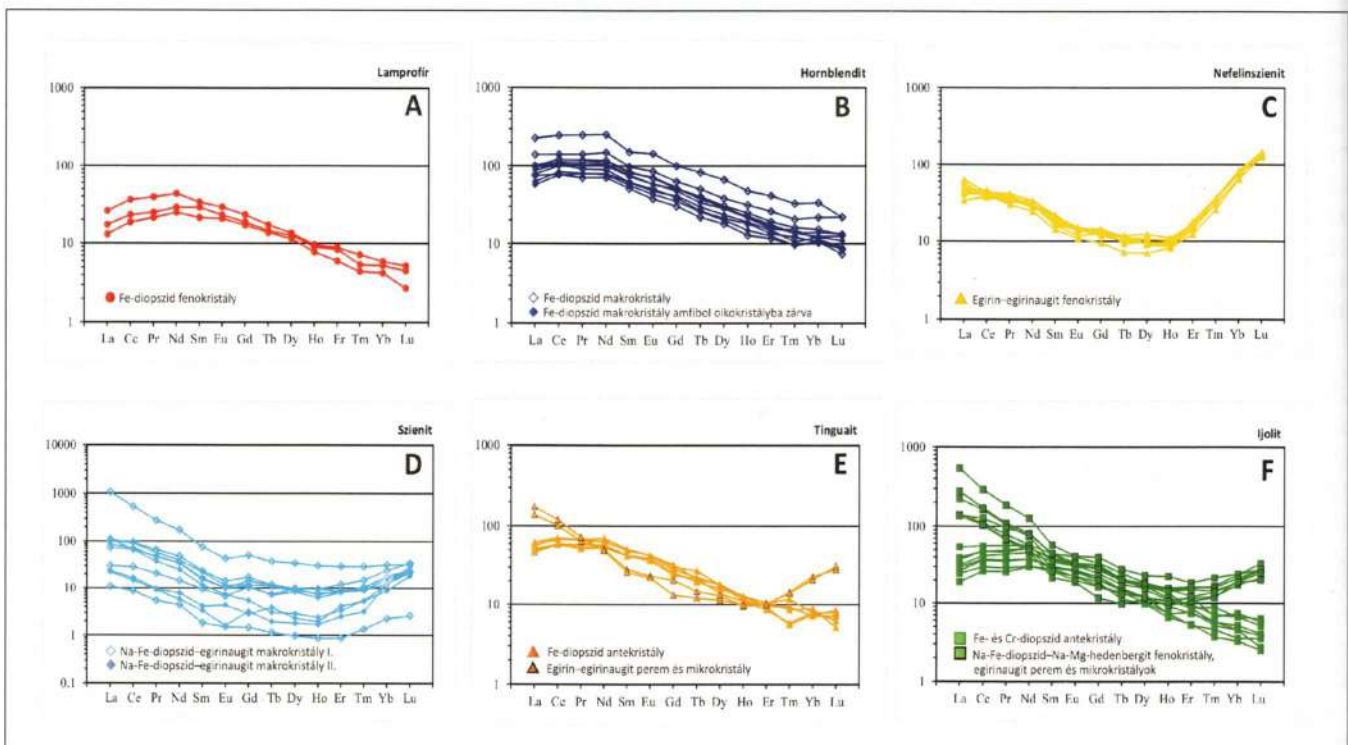 Lamprofír
A
1000
100
10
1
Fe-diopszid fenokristály
La Ce Pr Nd Sm Eu Gd Tb Dy Ho Er Tm Yb Lu
Hornblendit
B
1000
100
10
1
Fe-diopszid makrokristály
Fe-diopszid makrokristály amfibol oikokristályba zárva
La Ce Pr Nd Sm Eu Gd Tb Dy Ho Er Tm Yb Lu
Nefelinszienit
C
1000
100
10
1
Egirin–egirinaugit fenokristály
La Ce Pr Nd Sm Eu Gd Tb Dy Ho Er Tm Yb Lu
Szienit
D
10000
1000
100
10
1
0.1
Na-Fe-diopszid–egirinaugit makrokristály I.
Na-Fe-diopszid–egirinaugit makrokristály II.
La Ce Pr Nd Sm Eu Gd Tb Dy Ho Er Tm Yb Lu
Tinguait
E
1000
100
10
1
Fe-diopszid antekristály
Egirin–egirinaugit perem és mikrokristály
La Ce Pr Nd Sm Eu Gd Tb Dy Ho Er Tm Yb Lu
Ijolit
F
1000
100
10
1
Fe- és Cr-diopszid antekristály
Na-Fe-diopszid–Na-Mg-hedenbergit fenokristály,
egirinaugit perem és mikrokristályok
La Ce Pr Nd Sm Eu Gd Tb Dy Ho Er Tm Yb Lu